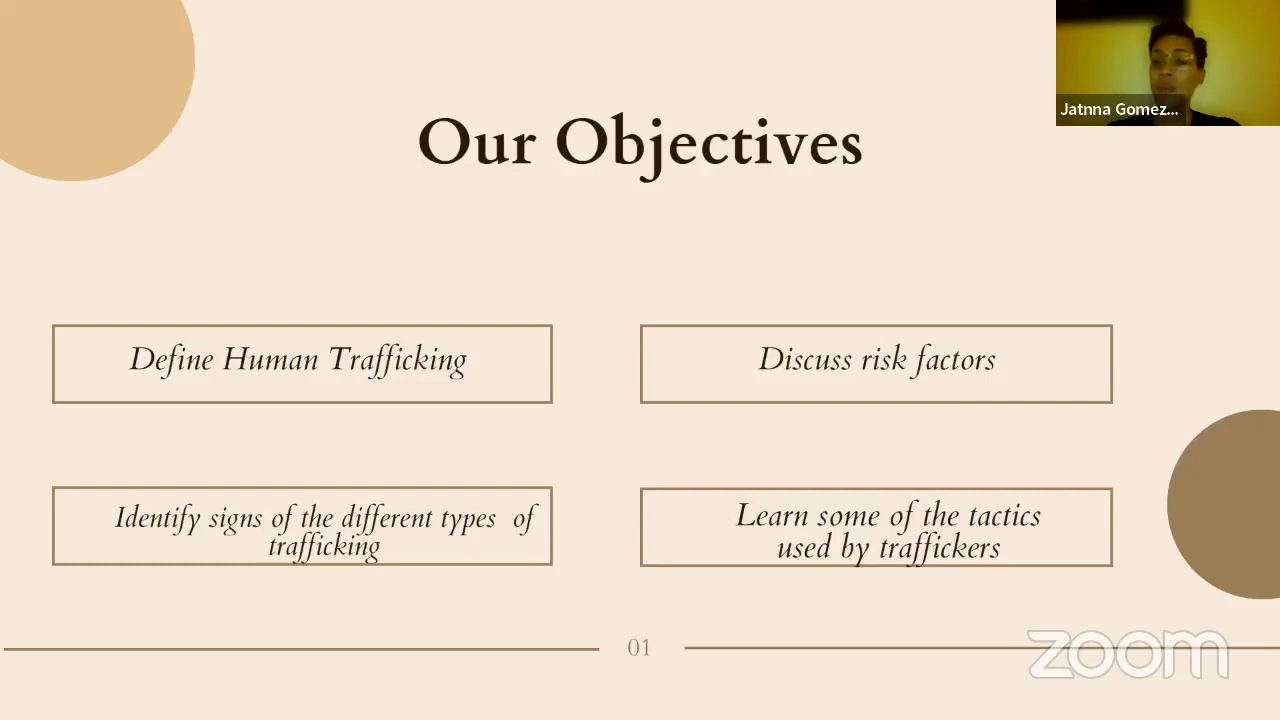 Jatnna Gomez...
Our Objectives
Define Human Trafficking
Discuss risk factors
Identify signs of the different types of
trafficking
Learn some of the tactics
used by traffickers
01
zoom